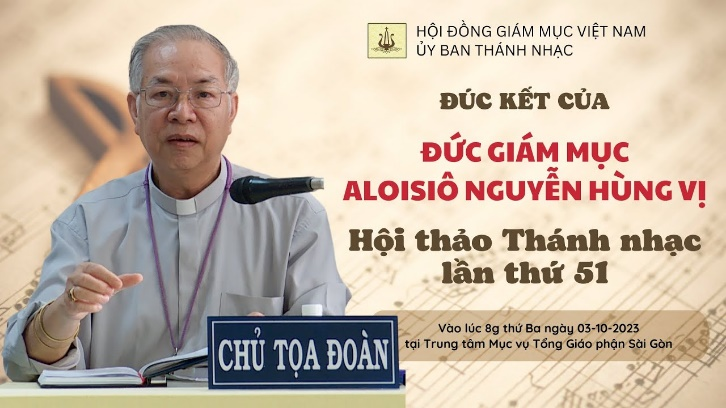 HỘI ĐỒNG GIÁM MỤC VIỆT NAM
ỦY BAN THÁNH NHẠC
ĐÚC KẾT CỦA
ĐỨC GIÁM MỤC
ALOISIÔ NGUYỄN HÙNG VỊ
Hội thảo Thánh nhạc
lần thứ 51
Vào lúc 8g thứ Ba ngày 03-10-2023
tại Trung tâm Mục vụ Tổng Giáo phận Sài Gòn
CHỦ TỌA ĐOÀN